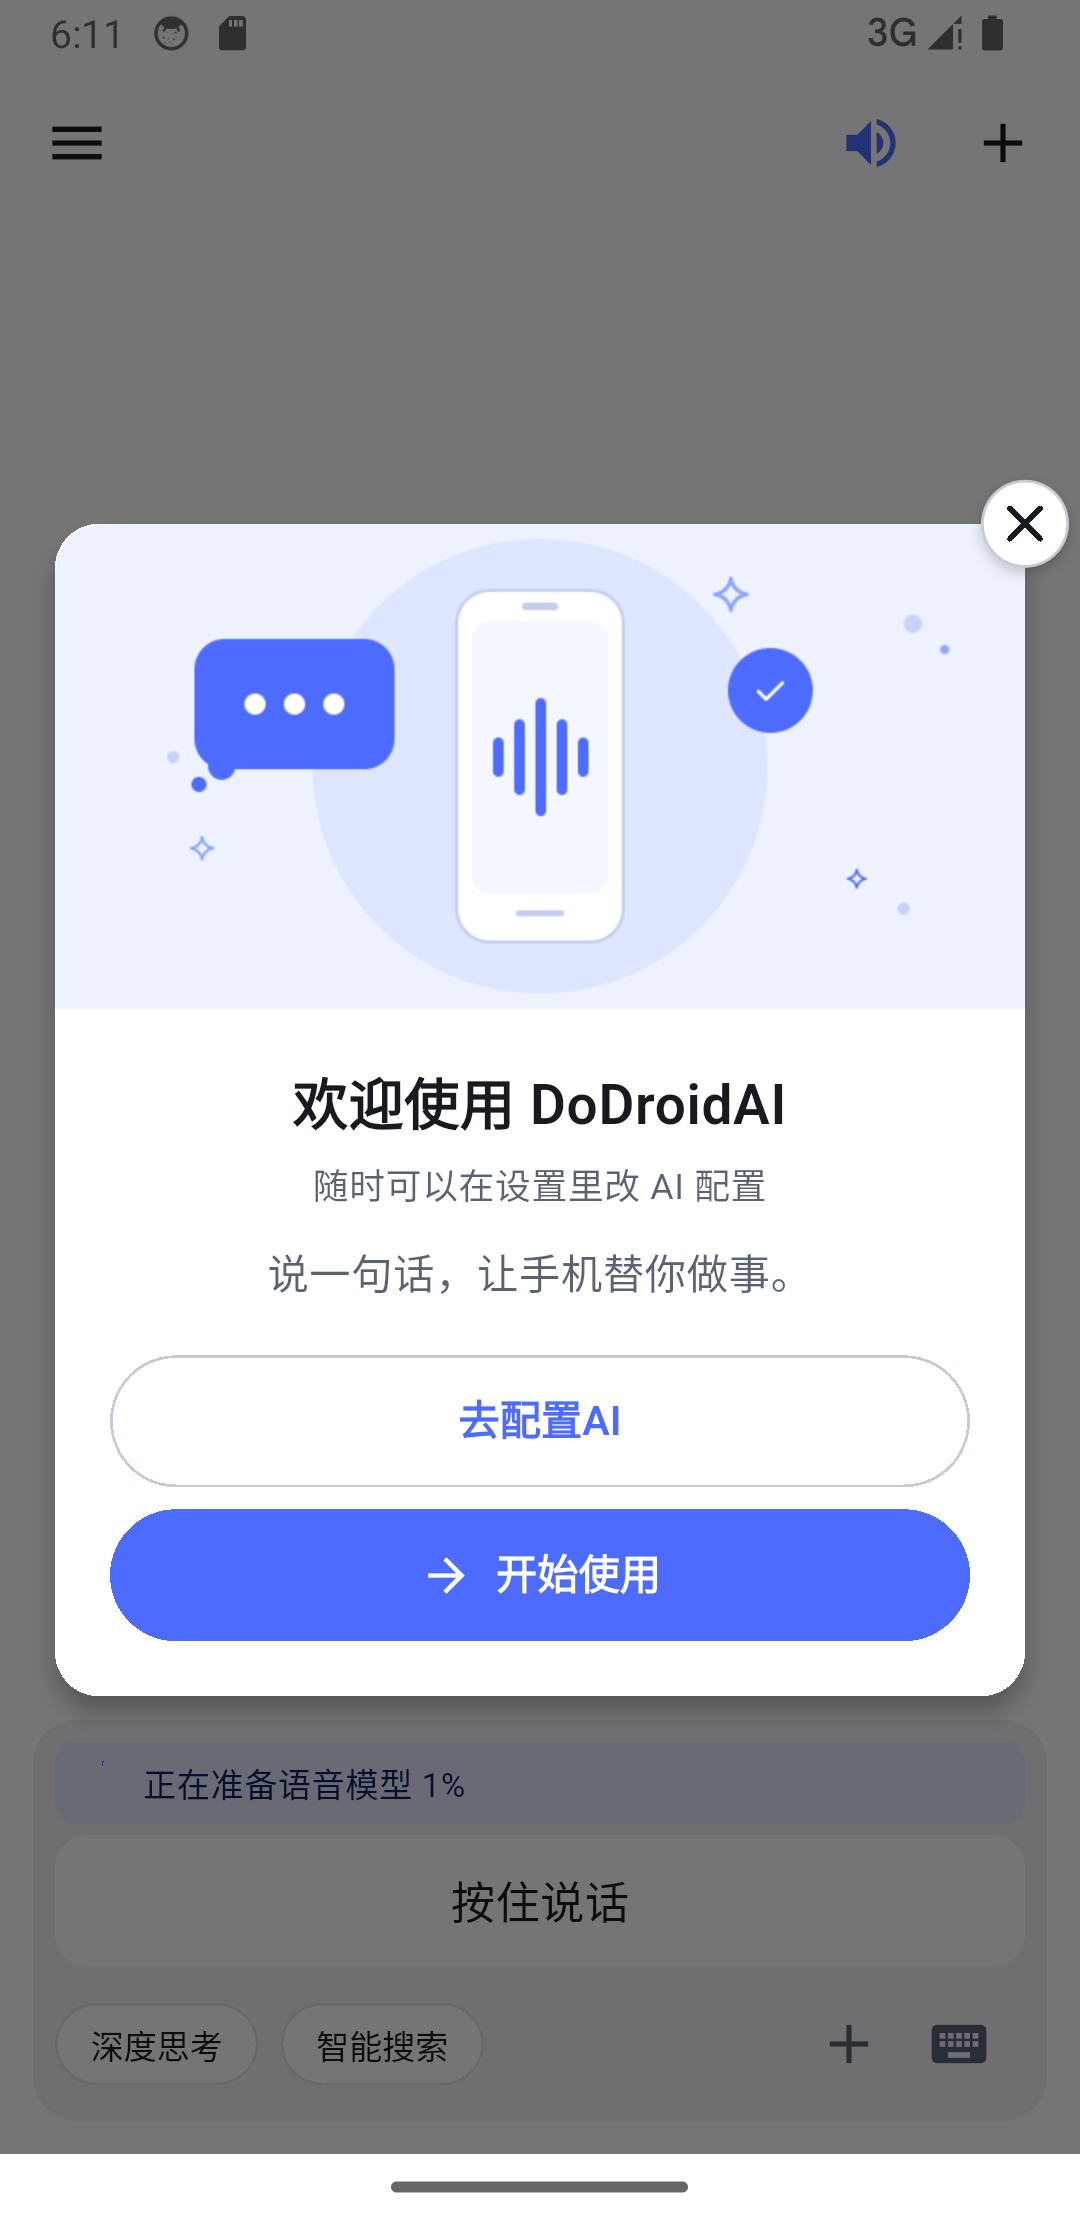 6:11
3G
欢迎使用 DoDroidAI
随时可以在设置里改 AI 配置
说一句话，让手机替你做事。
去配置AI
开始使用
正在准备语音模型 1%
按住说话
深度思考
智能搜索